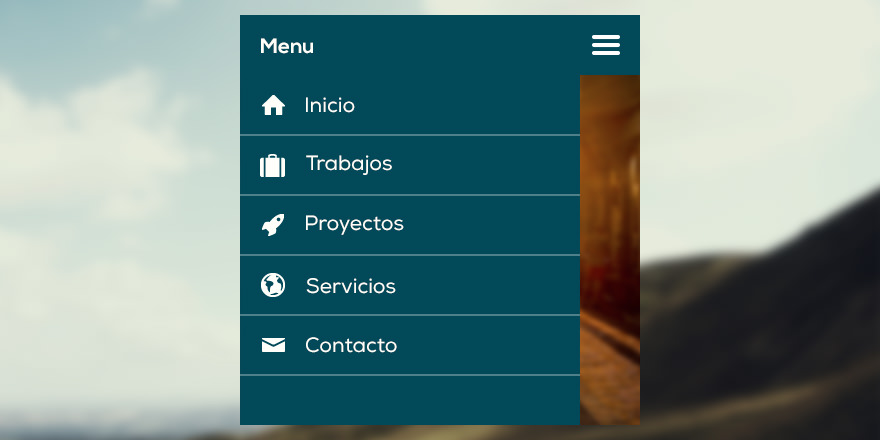 Menu
Inicio
Trabajos
Proyectos
Servicios
Contacto